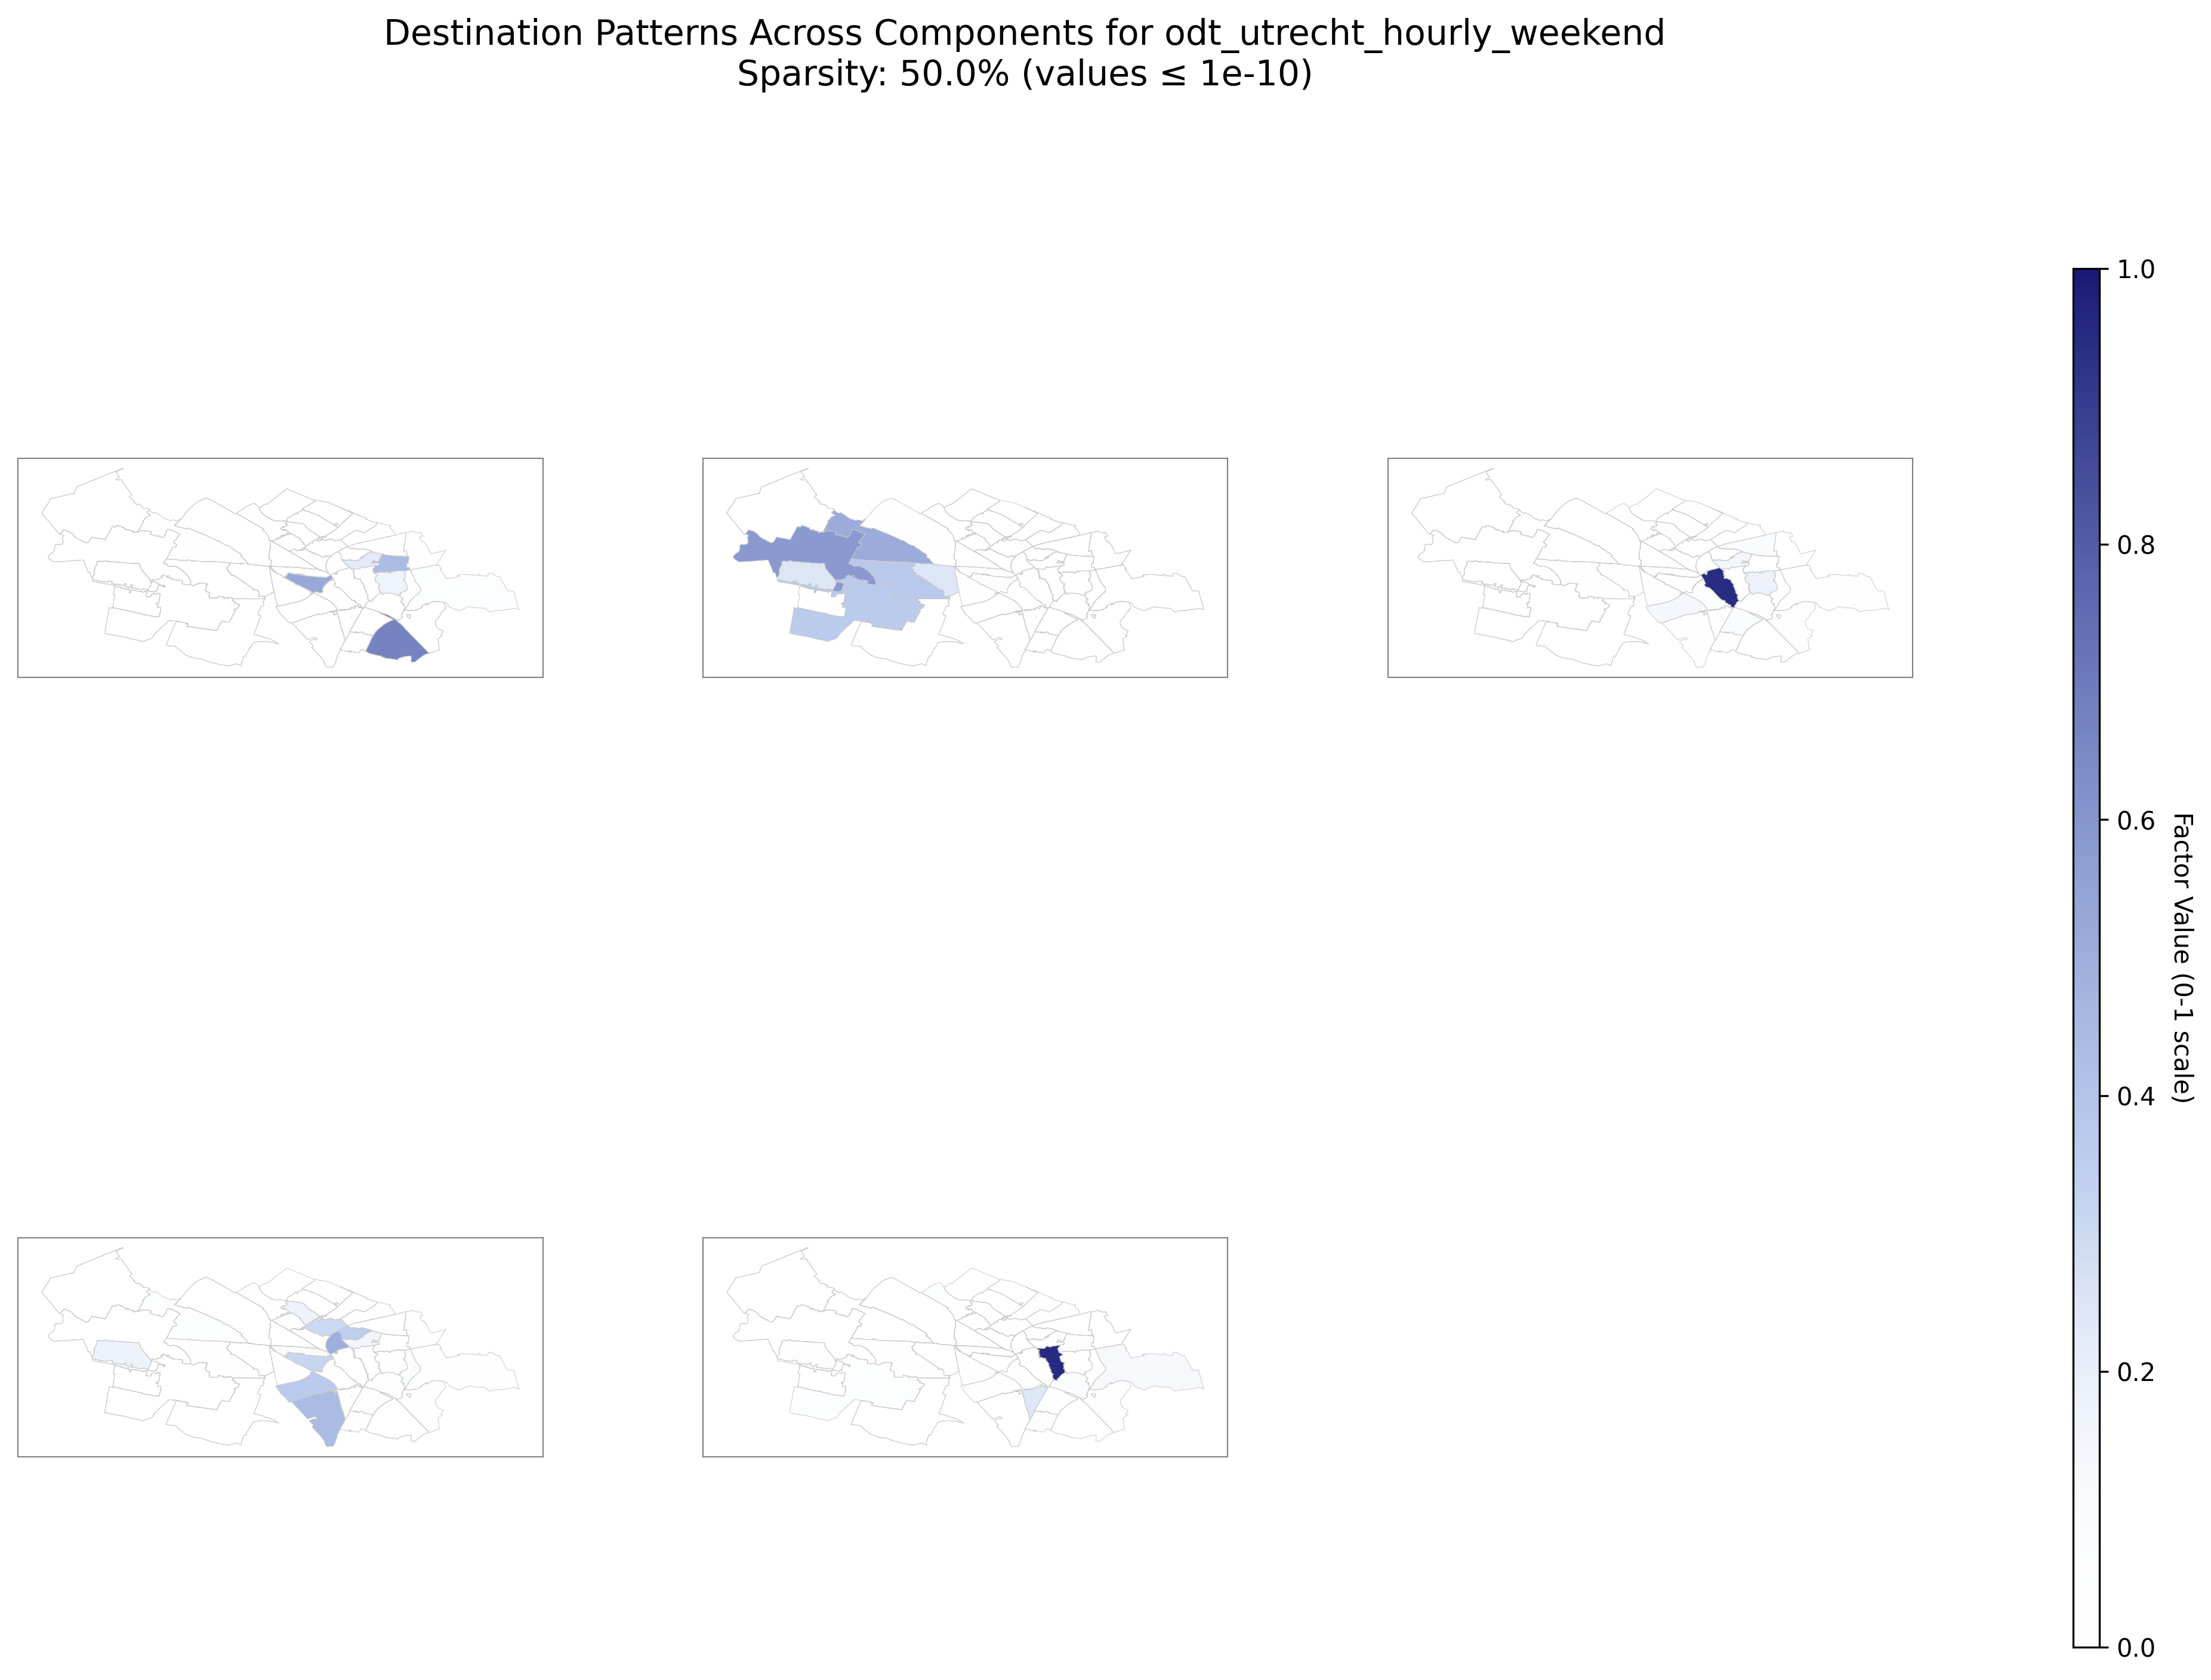 Destination Patterns Across Components for odt_utrecht_hourly_weekend
Sparsity: 50.0% (values ≤ 1e-10)
1.0
0.8
0.6
0.4
0.2
0.0
Factor Value (0-1 scale)